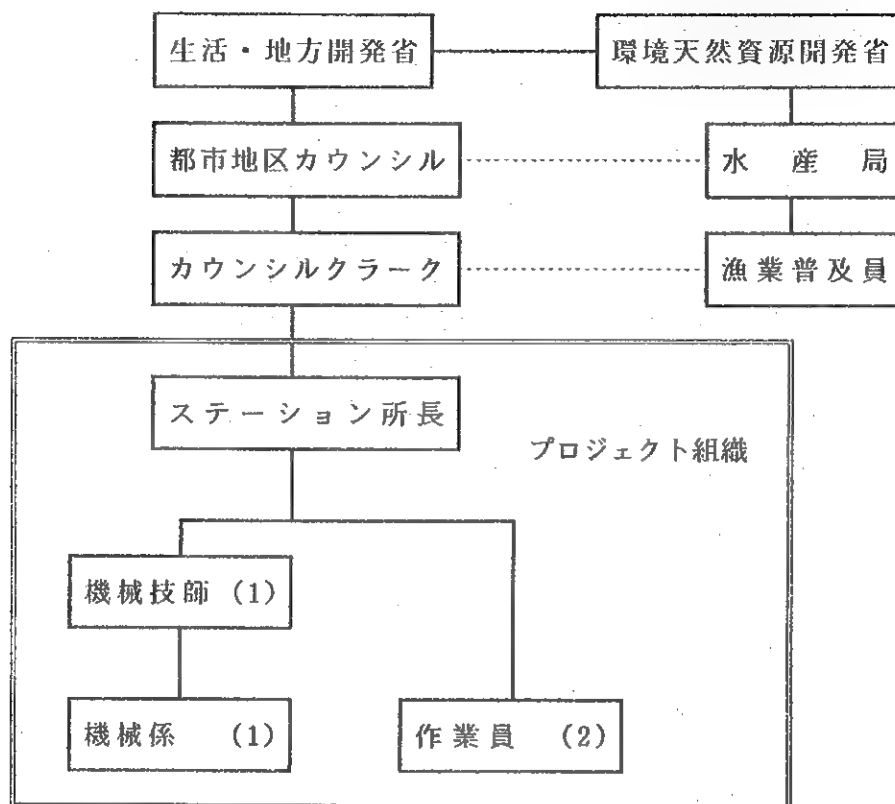 生活・地方開発省
環境天然資源開発省
都市地区カウンシル
水産局
カウンシルクラーク
漁業普及員
ステーション所長
プロジェクト組織
機械技師 (1)
機械係 (1)
作業員 (2)